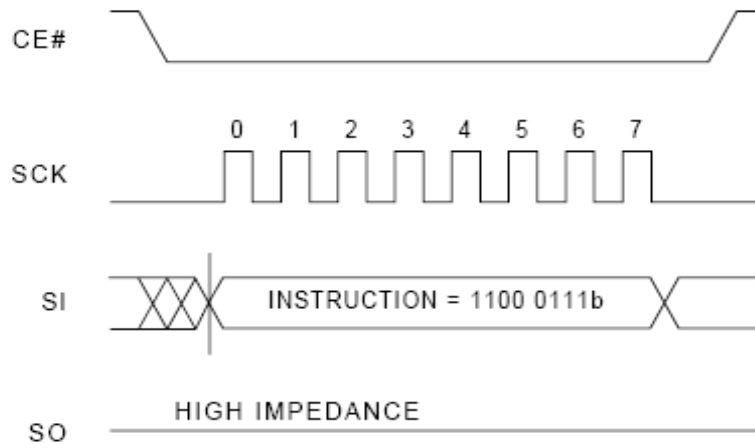 CE#
0 1 2 3 4 5 6 7
SCK
SI INSTRUCTION = 1100 0111b
HIGH IMPEDANCE
SO